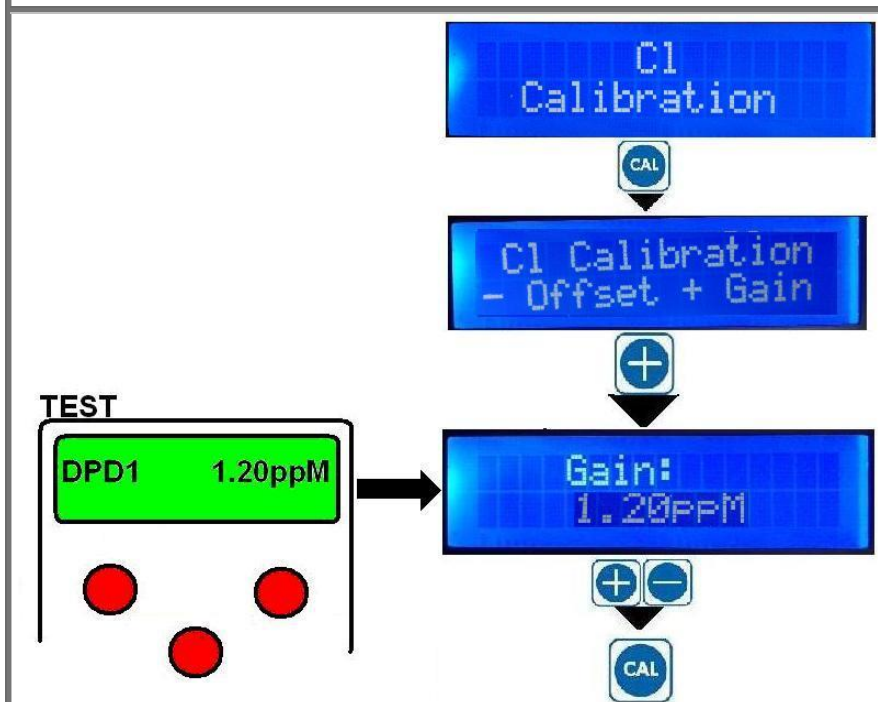 Cl
Calibration
CAL
Cl Calibration
- Offset + Gain
TEST
DPD1 1.20ppM
Gain:
1.20ppM
CAL